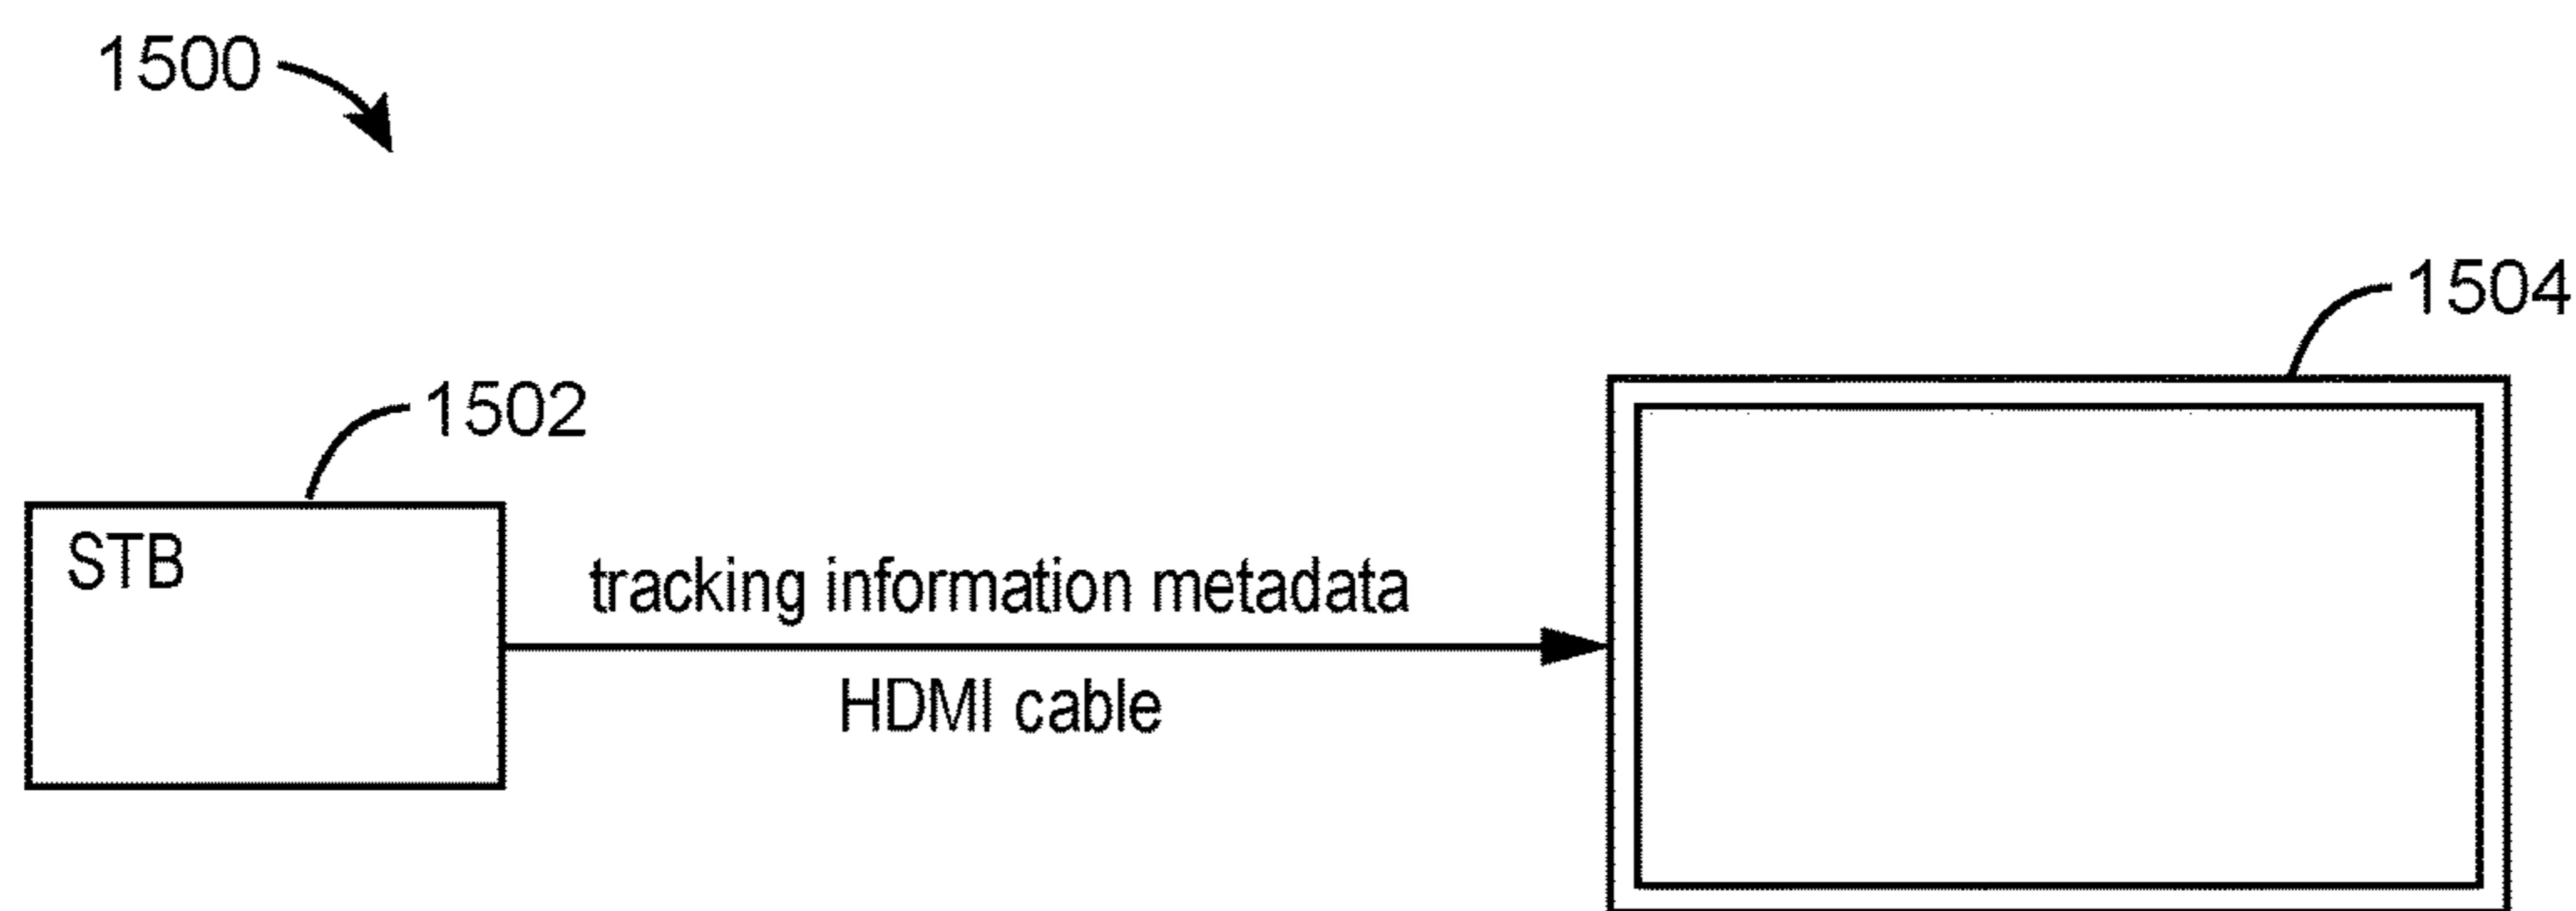 1500
1504
1502
STB
tracking information metadata
HDMI cable